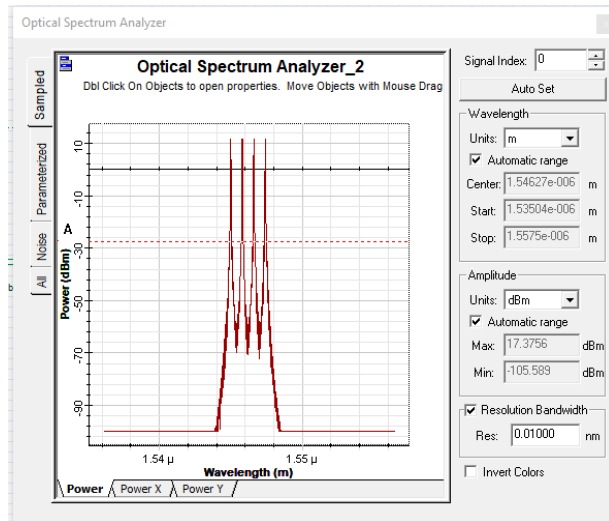 Optical Spectrum Analyzer
Optical Spectrum Analyzer_2
Dbl Click On Objects to open properties. Move Objects with Mouse Drag
Sampled
Parameterized
Noise
All
b
A
Power (dBm)
10
-10
-30
-50
-70
-90
1.54 µ
1.55 µ
Wavelength (m)
Power
Power X
Power Y
Signal Index: 0
Auto Set
Wavelength
Units: m
Automatic range
Center: 1.54627e-006 m
Start: 1.53504e-006 m
Stop: 1.5575e-006 m
Amplitude
Units: dBm
Automatic range
Max: 17.3756 dBm
Min: -105.589 dBm
Resolution Bandwidth
Res: 0.01000 nm
Invert Colors